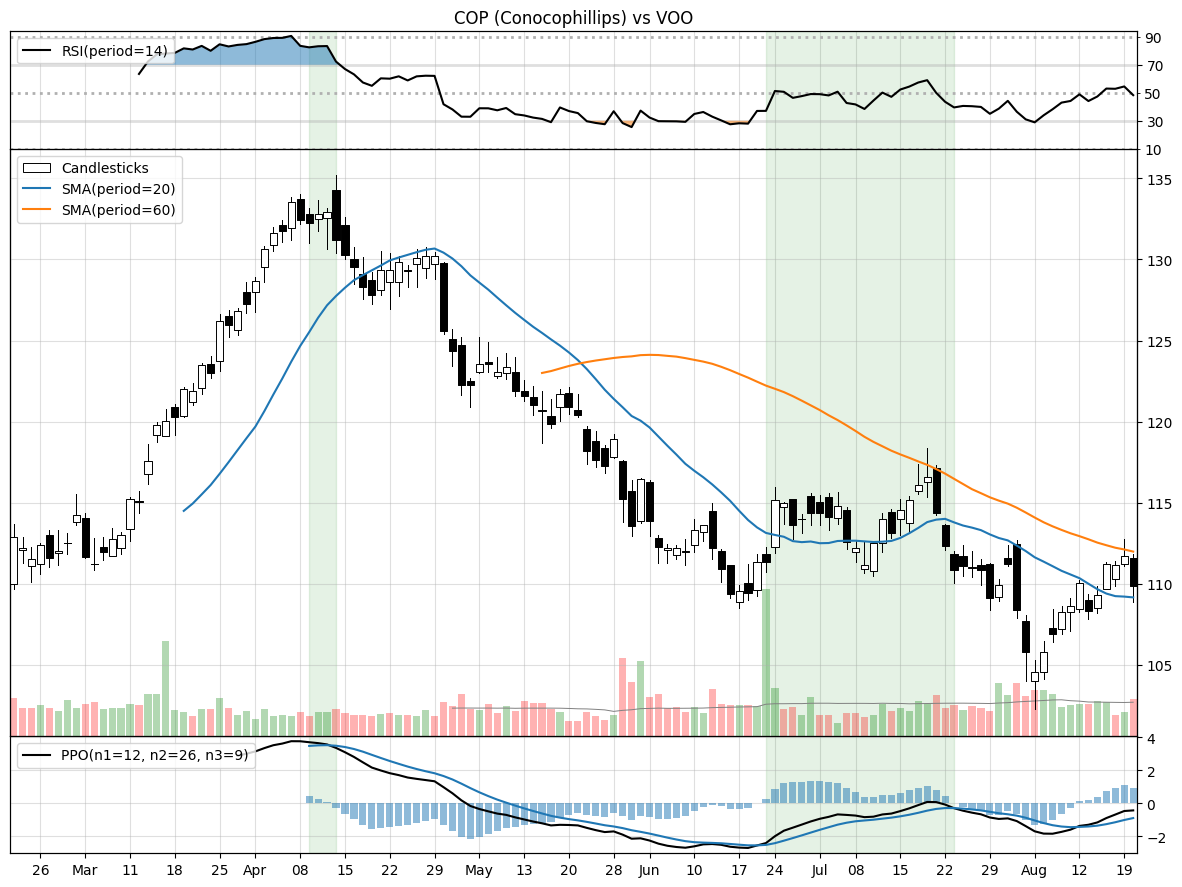 COP (Conocophillips) vs VOO
RSI(period=14)
90
70
50
30
10
Candlesticks
SMA(period=20)
SMA(period=60)
135
130
125
120
115
110
105
PPO(n1=12, n2=26, n3=9)
4
2
0
−2
26 Mar 11 18 25 Apr 08 15 22 May 13 20 28 Jun 10 17 24 Jul 08 15 22 29 Aug 12 19